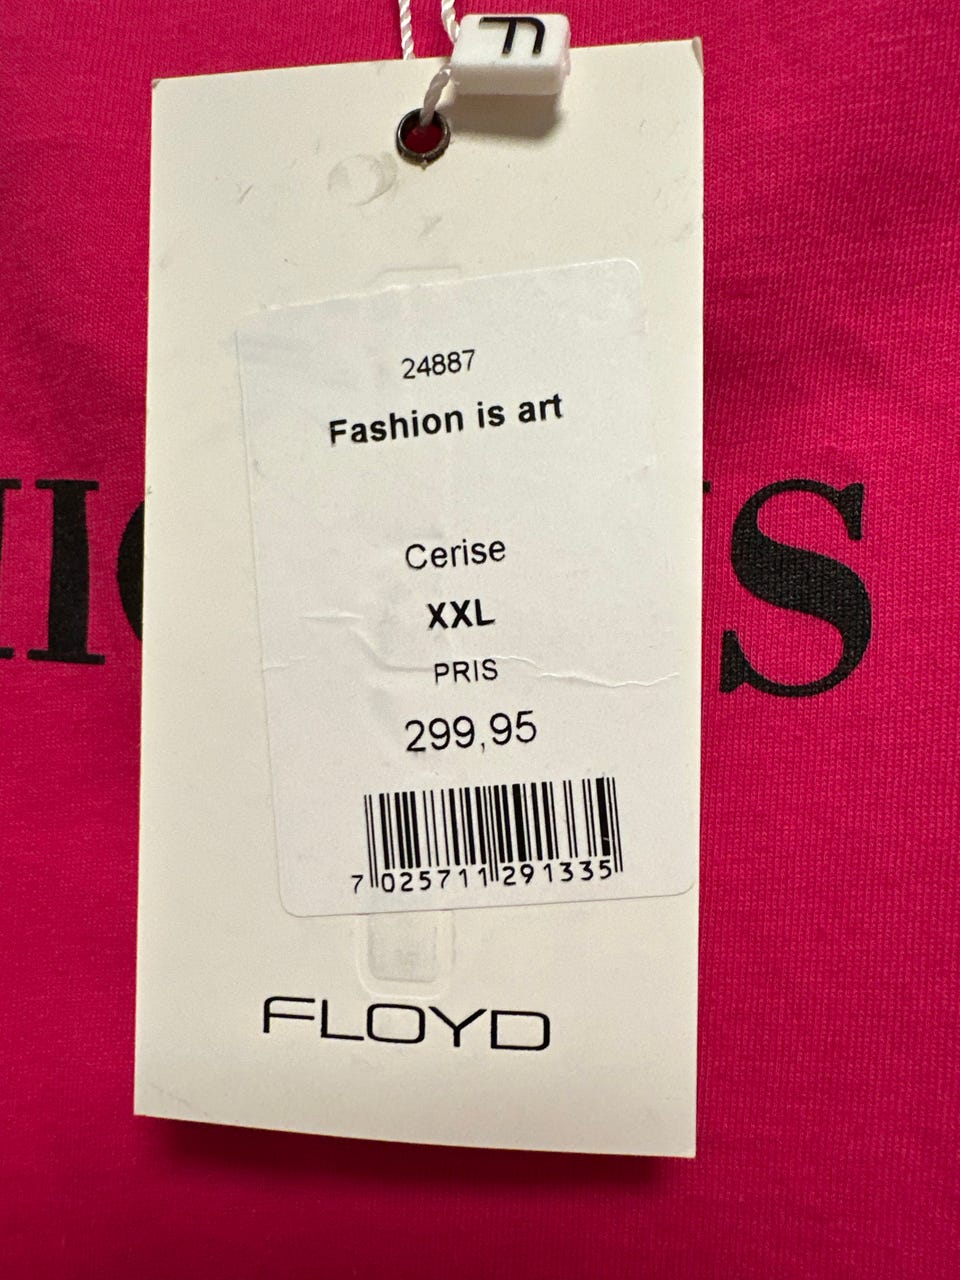 F
24887
Fashion is art
Cerise
XXL
PRIS
299,95
7 025711 291335
FLOYD
S